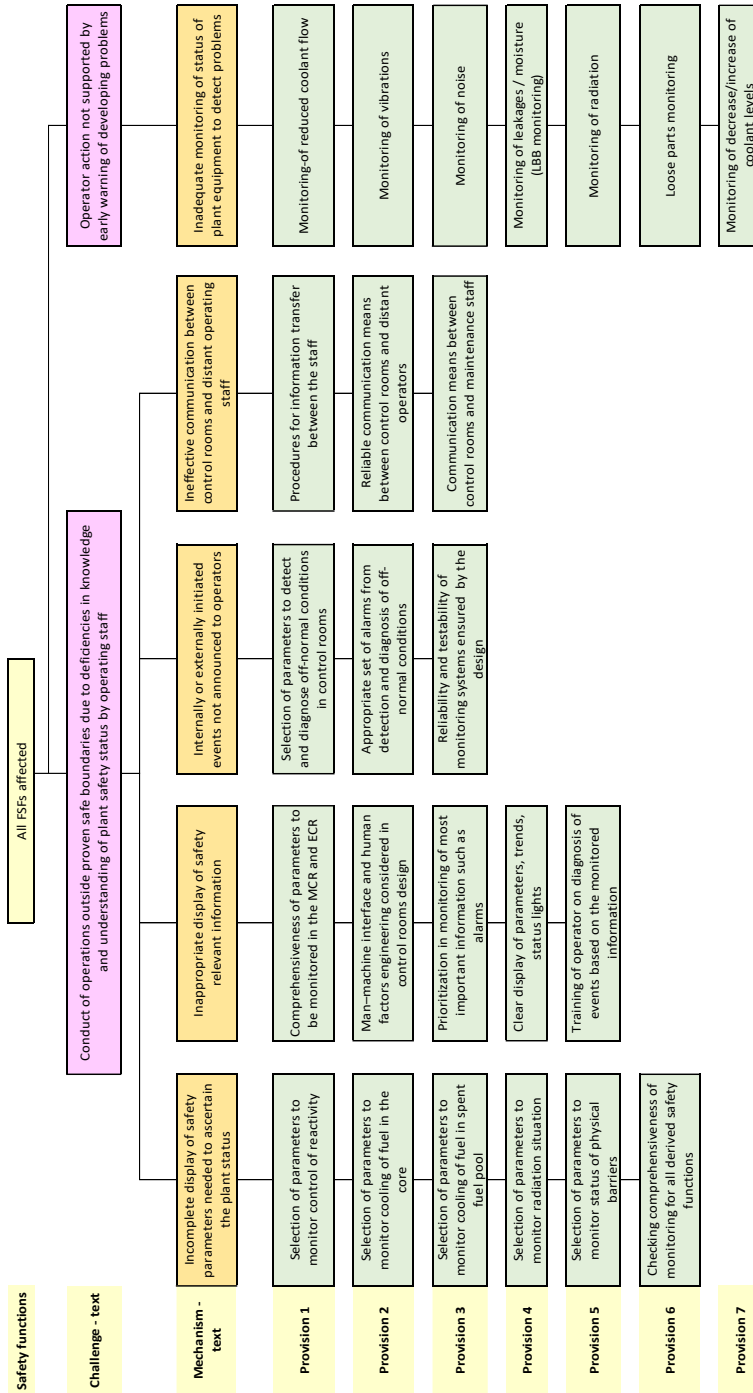 Safety functions
All FSFs affected
Challenge - text
Conduct of operations outside proven safe boundaries due to deficiencies in knowledge
and understanding of plant safety status by operating staff
Operator action not supported by
early warning of developing problems
Mechanism -
text
Incomplete display of safety
parameters needed to ascertain
the plant status
Inappropriate display of safety
relevant information
Internally or externally initiated
events not announced to operators
Ineffective communication between
control rooms and distant operating
staff
Inadequate monitoring of status of
plant equipment to detect problems
Provision 1
Selection of parameters to
monitor control of reactivity
Comprehensiveness of parameters to
be monitored in the MCR and ECR
Selection of parameters to detect
and diagnose off-normal conditions
in control rooms
Procedures for information transfer
between the staff
Monitoring-of reduced coolant flow
Provision 2
Selection of parameters to
monitor cooling of fuel in the
core
Man–machine interface and human
factors engineering considered in
control rooms design
Appropriate set of alarms from
detection and diagnosis of off-
normal conditions
Reliable communication means
between control rooms and distant
operators
Monitoring of vibrations
Provision 3
Selection of parameters to
monitor cooling of fuel in spent
fuel pool
Prioritization in monitoring of most
important information such as
alarms
Reliability and testability of
monitoring systems ensured by the
design
Communication means between
control rooms and maintenance staff
Monitoring of noise
Provision 4
Selection of parameters to
monitor radiation situation
Clear display of parameters, trends,
status lights
Monitoring of leakages / moisture
(LBB monitoring)
Provision 5
Selection of parameters to
monitor status of physical
barriers
Training of operator on diagnosis of
events based on the monitored
information
Monitoring of radiation
Provision 6
Checking comprehensiveness of
monitoring for all derived safety
functions
Loose parts monitoring
Provision 7
Monitoring of decrease/increase of
coolant levels